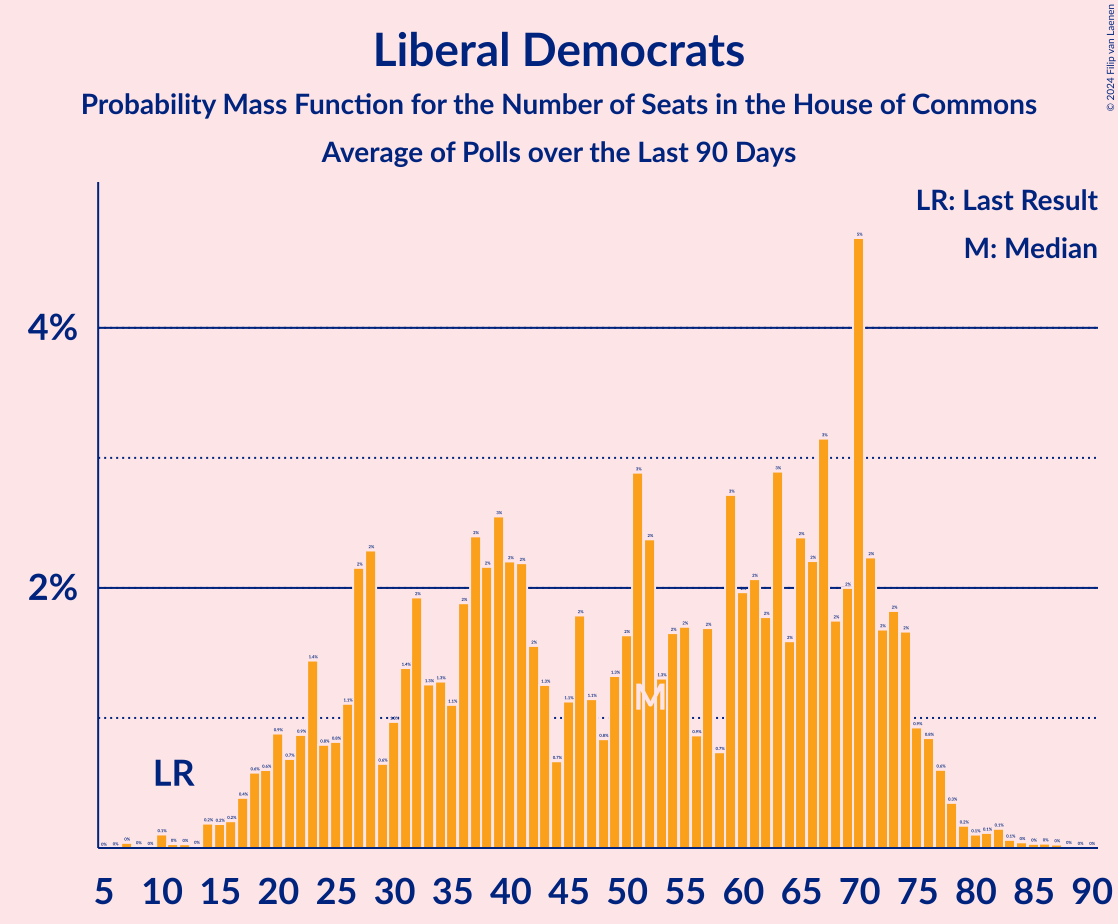 Liberal Democrats
Probability Mass Function for the Number of Seats in the House of Commons
Average of Polls over the Last 90 Days
© 2024 Filip van Laenen
LR: Last Result
M: Median
4%
2%
LR
M
5 10 15 20 25 30 35 40 45 50 55 60 65 70 75 80 85 90